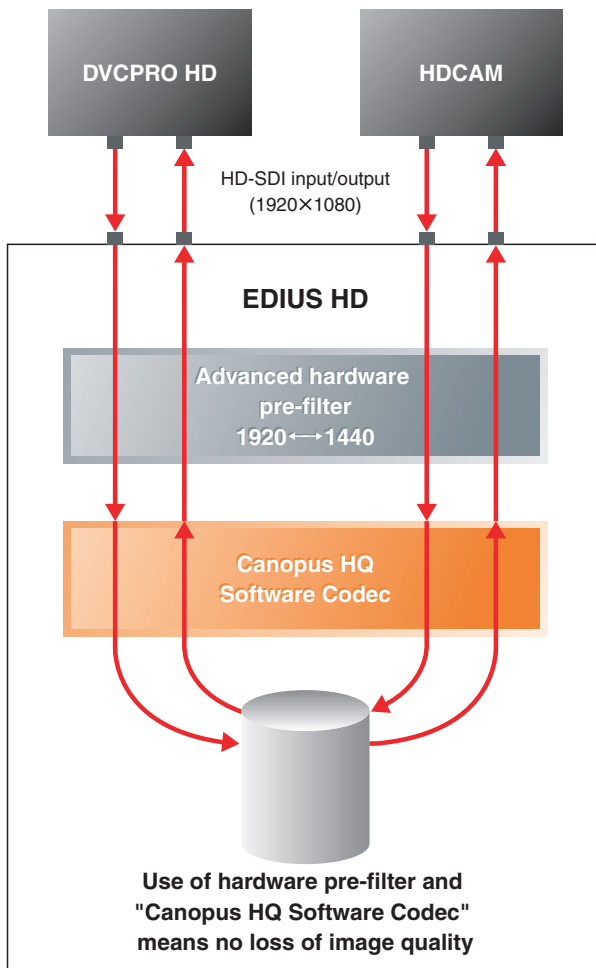 DVCPRO HD
HDCAM
HD-SDI input/output
(1920×1080)
EDIUS HD
Advanced hardware
pre-filter
1920↔1440
Canopus HQ
Software Codec
Use of hardware pre-filter and
"Canopus HQ Software Codec"
means no loss of image quality